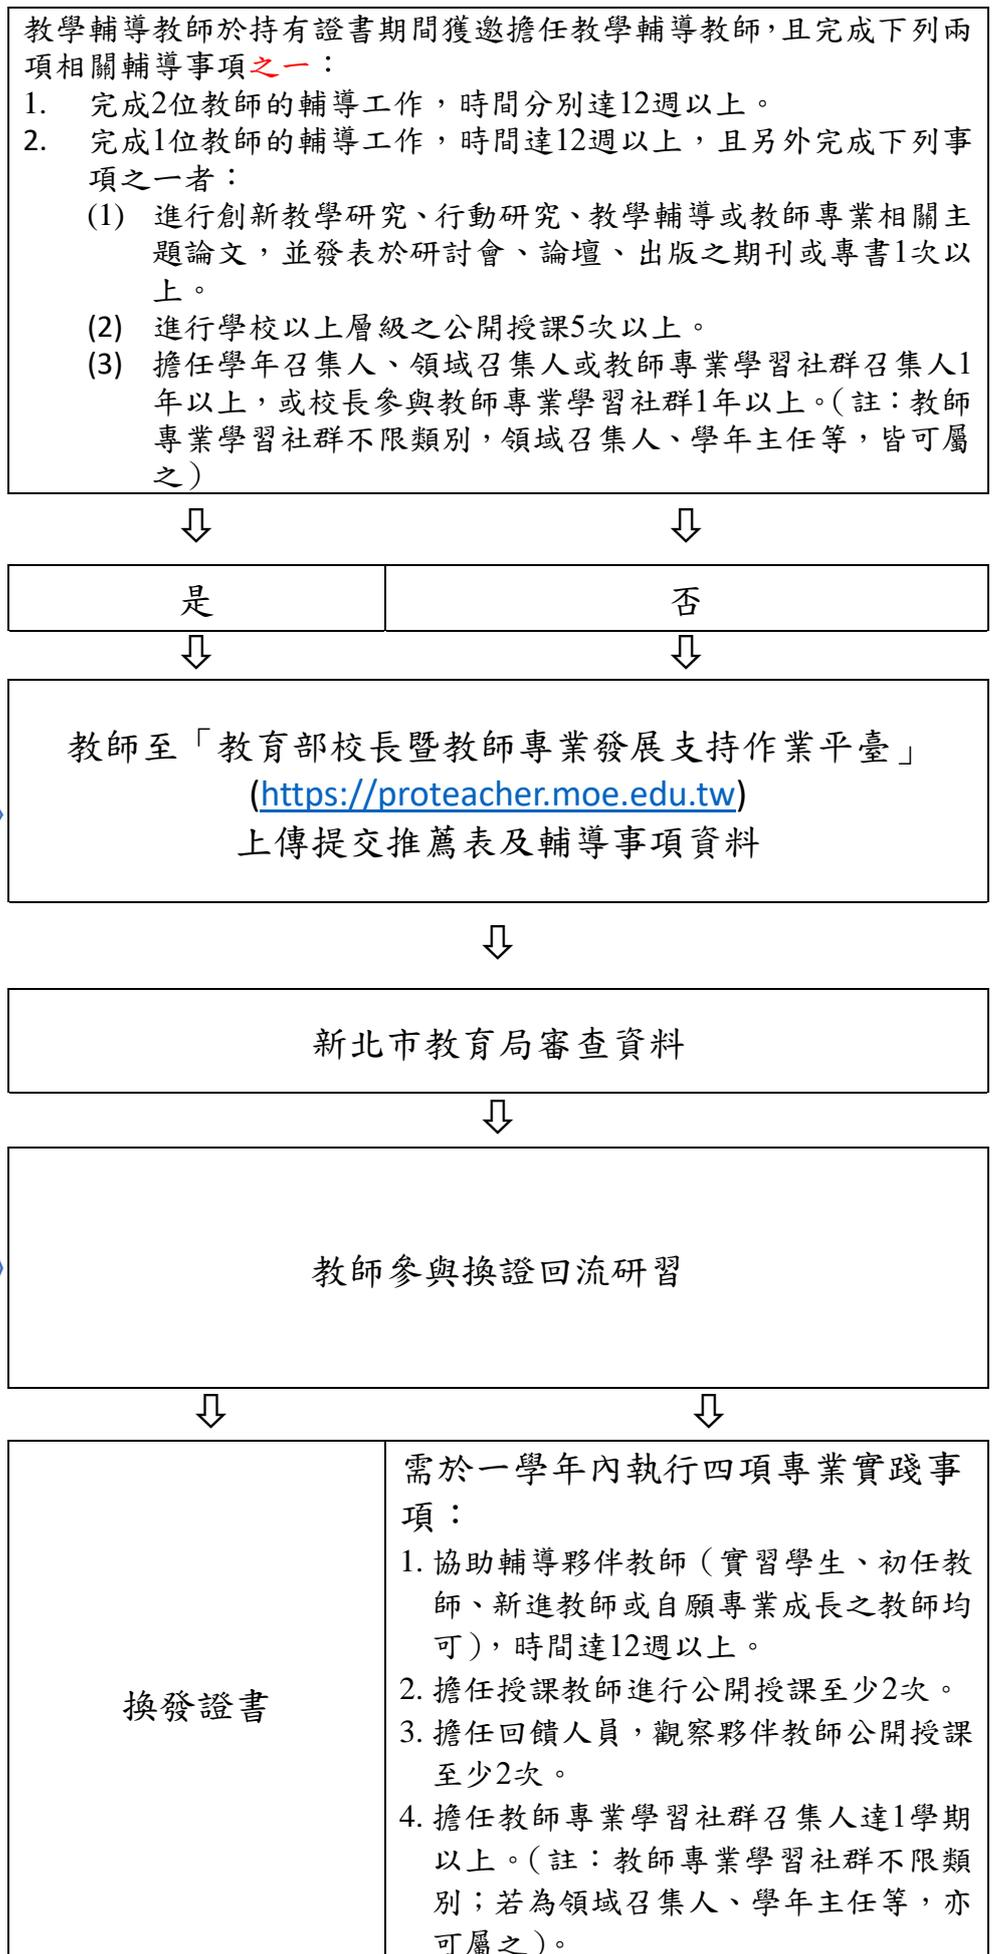 教學輔導教師於持有證書期間獲邀擔任教學輔導教師，且完成下列兩
項相關輔導事項之一：
1. 完成2位教師的輔導工作，時間分別達12週以上。
2. 完成1位教師的輔導工作，時間達12週以上，且另外完成下列事
項之一者：
(1) 進行創新教學研究、行動研究、教學輔導或教師專業相關主
題論文，並發表於研討會、論壇、出版之期刊或專書1次以
上。
(2) 進行學校以上層級之公開授課5次以上。
(3) 擔任學年召集人、領域召集人或教師專業學習社群召集人1
年以上，或校長參與教師專業學習社群1年以上。（註：教師
專業學習社群不限類別，領域召集人、學年主任等，皆可屬
之）
是
否
教師至「教育部校長暨教師專業發展支持作業平臺」
(https://proteacher.moe.edu.tw)
上傳提交推薦表及輔導事項資料
新北市教育局審查資料
教師參與換證回流研習
換發證書
需於一學年內執行四項專業實踐事
項：
1. 協助輔導夥伴教師（實習學生、初任教
師、新進教師或自願專業成長之教師均
可），時間達12週以上。
2. 擔任授課教師進行公開授課至少2次。
3. 擔任回饋人員，觀察夥伴教師公開授課
至少2次。
4. 擔任教師專業學習社群召集人達1學期
以上。（註：教師專業學習社群不限類
別；若為領域召集人、學年主任等，亦
可屬之）。